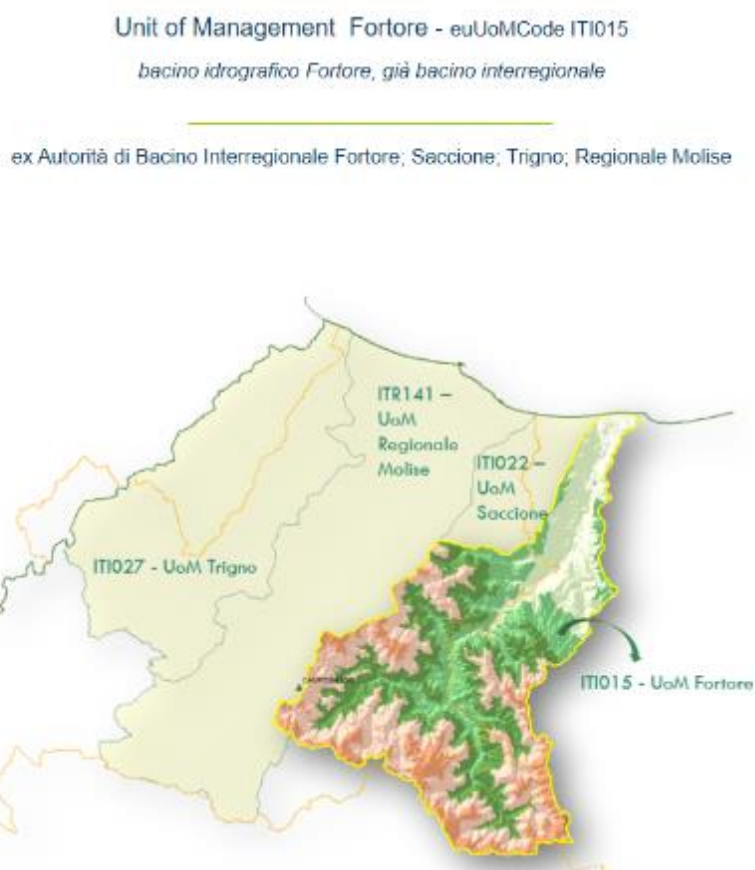 Unit of Management Fortore - euUoMCode ITI015
bacino idrografico Fortore, già bacino interregionale
ex Autorità di Bacino Interregionale Fortore; Saccione; Trigno; Regionale Molise
ITR141 –
UoM
Regionale
Molise
ITI022 –
UoM
Saccione
ITI027 - UoM Trigno
ITI015 - UoM Fortore